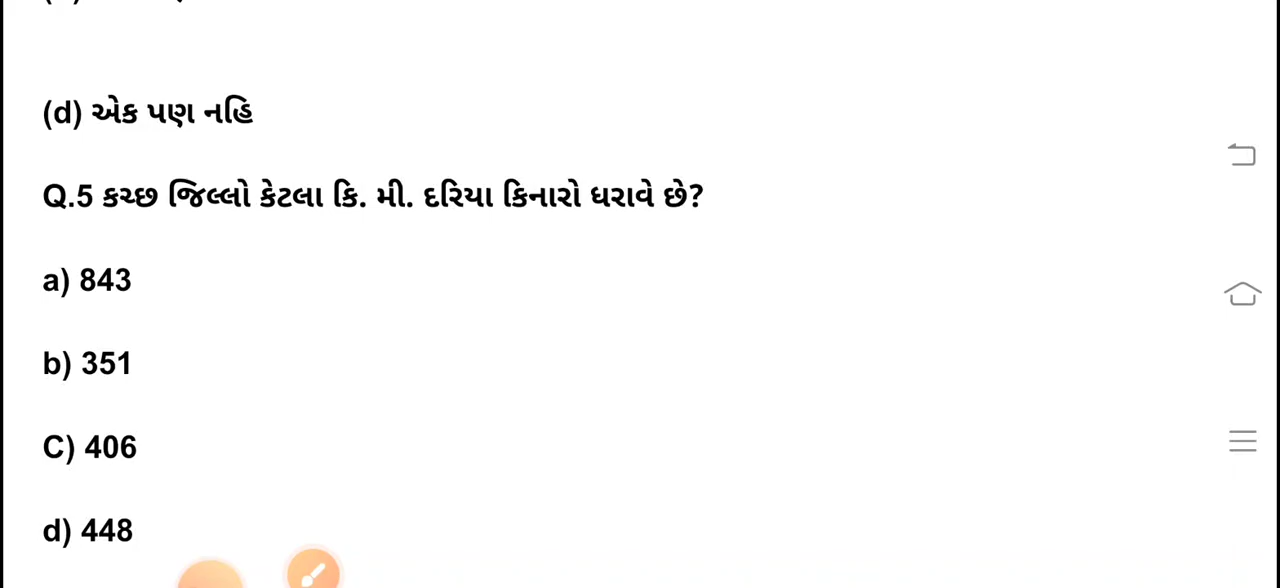 (d) એક પણ નહિ
Q.5 કચ્છ જિલ્લો કેટલા કિ. મી. દરિયા કિનારો ધરાવે છે?
a) 843
b) 351
C) 406
d) 448